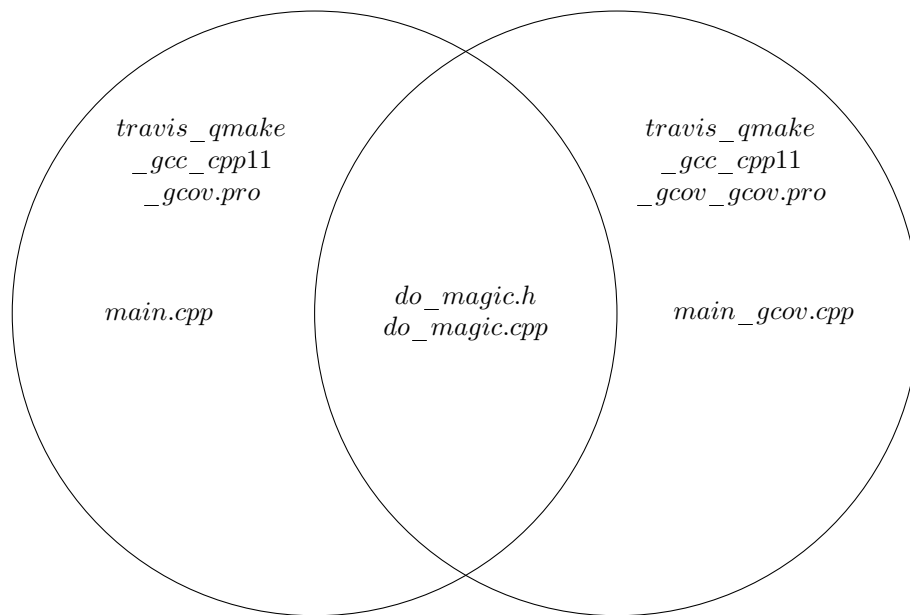 travis_qmake
_gcc_cpp11
_gcov.pro
travis_qmake
_gcc_cpp11
_gcov_gcov.pro
main.cpp
do_magic.h
do_magic.cpp
main_gcov.cpp